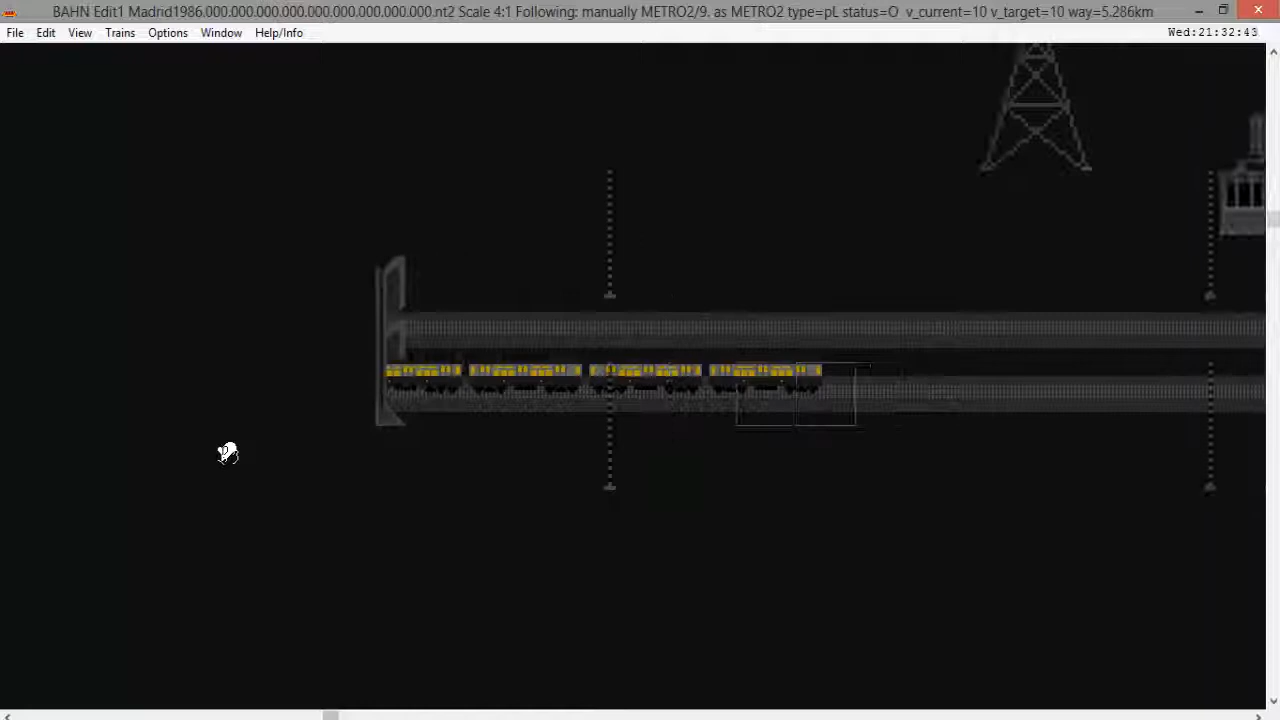 BAHN Edit1 Madrid1986.000.000.000.000.000.000.000.000.000.000.nt2 Scale 4:1 Following: manually METRO2/9. as METRO2 type=pL status=O v_current=10 v_target=10 way=5.286km
File Edit View Trains Options Window Help/Info Wed:21:32:43